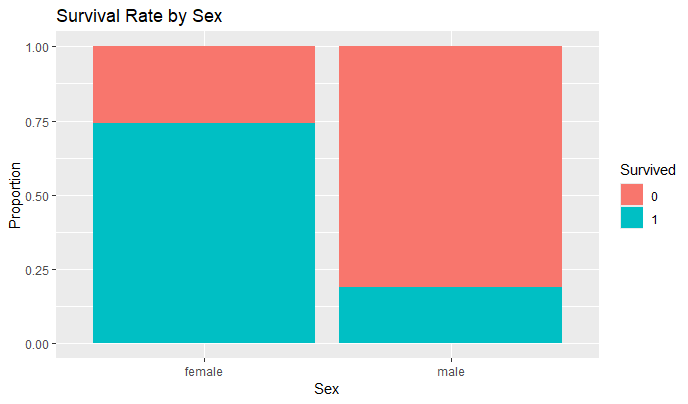 Survival Rate by Sex
1.00
0.75
0.50
0.25
0.00
Proportion
female
male
Sex
Survived
0
1